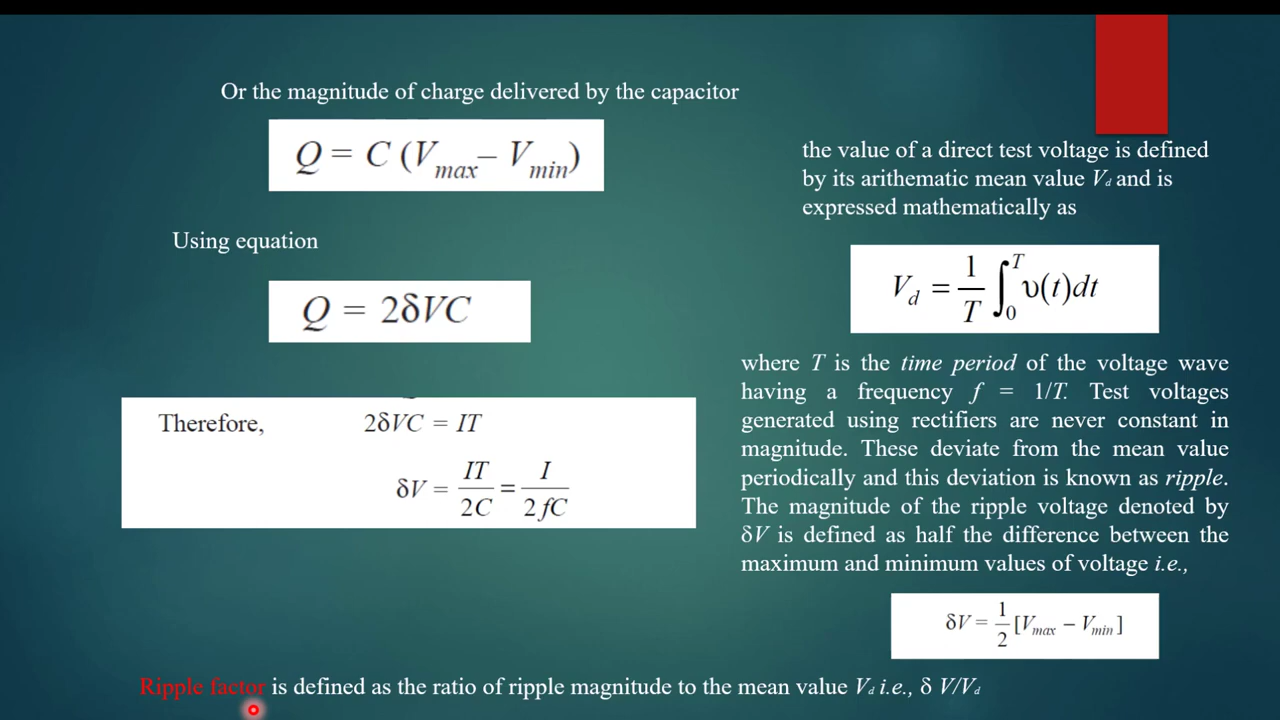 Or the magnitude of charge delivered by the capacitor
Q = C (Vmax– Vmin)
Using equation
Q = 2δVC
Therefore, 2δVC = IT
δV = IT/2C = I/2 fC
the value of a direct test voltage is defined
by its arithematic mean value Vd and is
expressed mathematically as
Vd = 1/T ∫₀ᵀ υ(t)dt
where T is the time period of the voltage wave
having a frequency f = 1/T. Test voltages
generated using rectifiers are never constant in
magnitude. These deviate from the mean value
periodically and this deviation is known as ripple.
The magnitude of the ripple voltage denoted by
δV is defined as half the difference between the
maximum and minimum values of voltage i.e.,
δV = 1/2 [Vmax – Vmin]
Ripple factor is defined as the ratio of ripple magnitude to the mean value Vd i.e., δ V/Vd